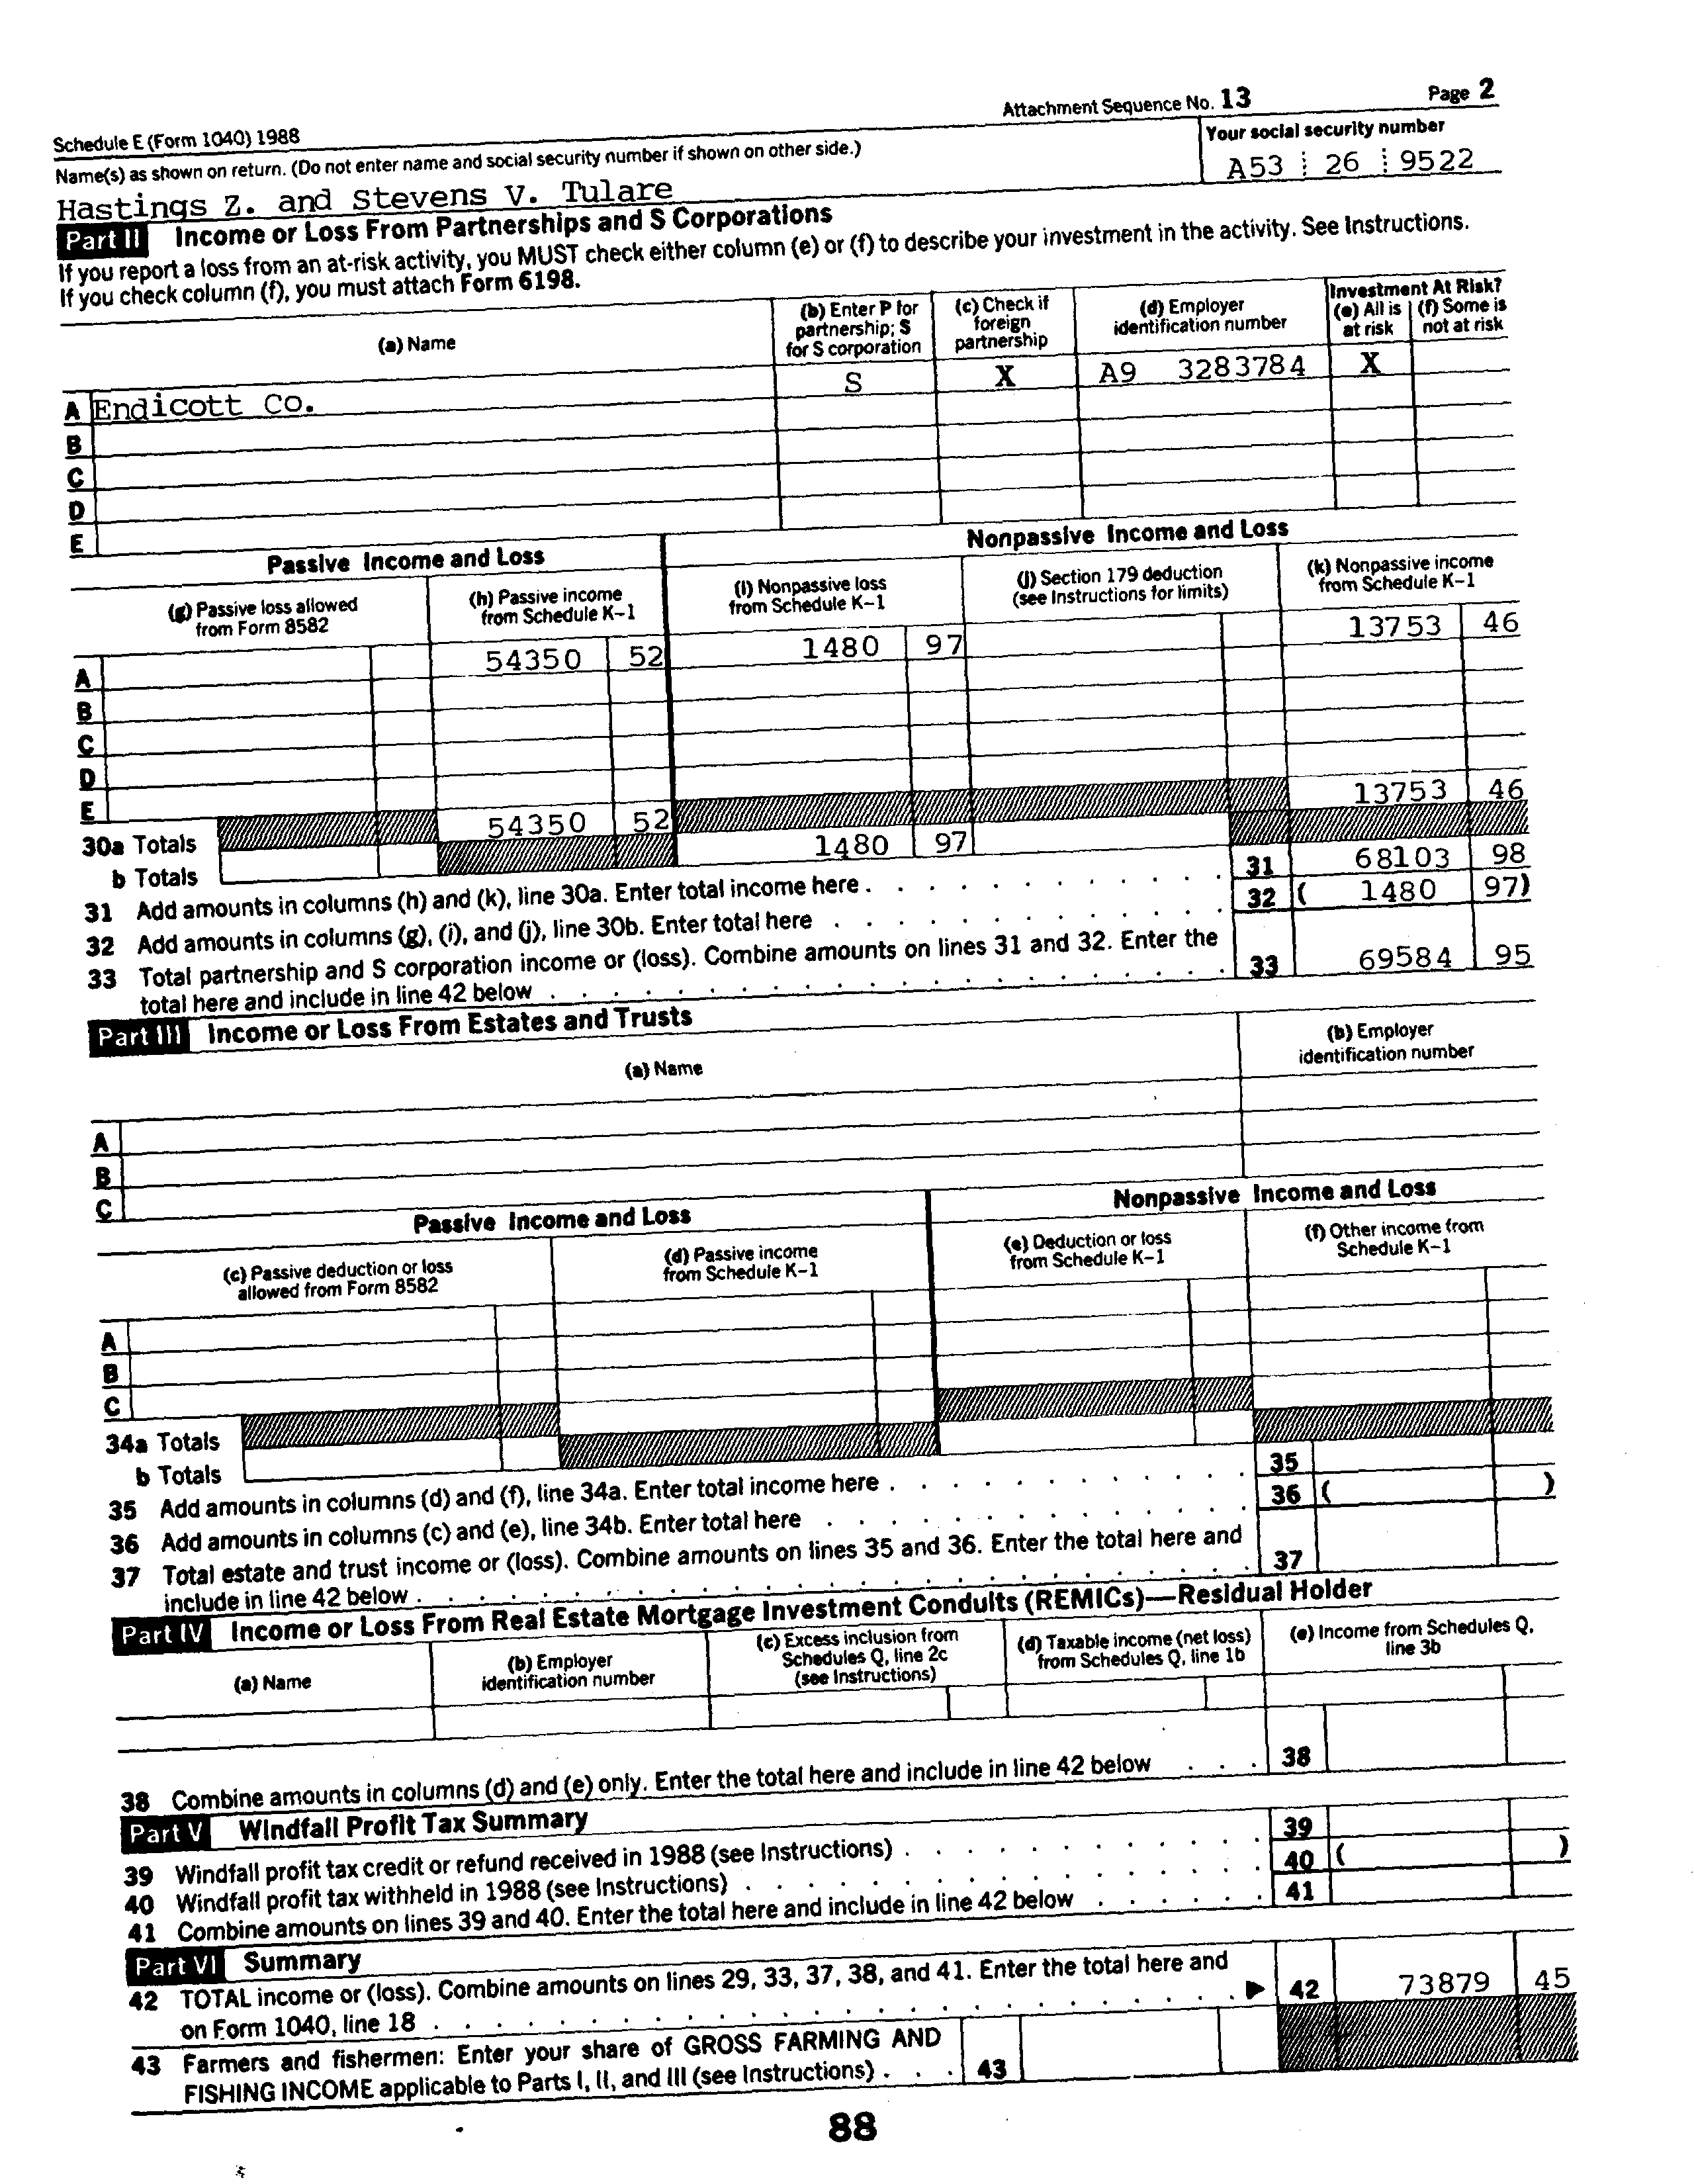 Attachment Sequence No. 13 Page 2
Schedule E (Form 1040) 1988
Name(s) as shown on return. (Do not enter name and social security number if shown on other side.)
Your social security number
Hastings Z. and Stevens V. Tulare
A53 26 9522
Part II Income or Loss From Partnerships and S Corporations
If you report a loss from an at-risk activity, you MUST check either column (e) or (f) to describe your investment in the activity. See Instructions.
If you check column (f), you must attach Form 6198.
(a) Name
(b) Enter P for
partnership; S
for S corporation
(c) Check if
foreign
partnership
(d) Employer
identification number
Investment At Risk?
(e) All is
at risk
(f) Some is
not at risk
A Endicott Co. S X A9 3283784 X
B
C
D
E
Passive Income and Loss
Nonpassive Income and Loss
(g) Passive loss allowed
from Form 8582
(h) Passive income
from Schedule K-1
(i) Nonpassive loss
from Schedule K-1
(j) Section 179 deduction
(see Instructions for limits)
(k) Nonpassive income
from Schedule K-1
A 54350 52 1480 97 13753 46
B
C
D
E
30a Totals 54350 52 13753 46
b Totals 1480 97
31 Add amounts in columns (h) and (k), line 30a. Enter total income here . . . 31 68103 98
32 Add amounts in columns (g), (i), and (j), line 30b. Enter total here . . . 32 ( 1480 97)
33 Total partnership and S corporation income or (loss). Combine amounts on lines 31 and 32. Enter the
total here and include in line 42 below . . . 33 69584 95
Part III Income or Loss From Estates and Trusts
(a) Name
(b) Employer
identification number
A
B
C
Passive Income and Loss
Nonpassive Income and Loss
(c) Passive deduction or loss
allowed from Form 8582
(d) Passive income
from Schedule K-1
(e) Deduction or loss
from Schedule K-1
(f) Other income from
Schedule K-1
A
B
C
34a Totals
b Totals
35 Add amounts in columns (d) and (f), line 34a. Enter total income here . . . 35
36 Add amounts in columns (c) and (e), line 34b. Enter total here . . . 36 ( )
37 Total estate and trust income or (loss). Combine amounts on lines 35 and 36. Enter the total here and
include in line 42 below . . . 37
Part IV Income or Loss From Real Estate Mortgage Investment Conduits (REMICs)—Residual Holder
(a) Name
(b) Employer
identification number
(c) Excess inclusion from
Schedules Q, line 2c
(see Instructions)
(d) Taxable income (net loss)
from Schedules Q, line 1b
(e) Income from Schedules Q,
line 3b
38 Combine amounts in columns (d) and (e) only. Enter the total here and include in line 42 below . . . 38
Part V Windfall Profit Tax Summary
39 Windfall profit tax credit or refund received in 1988 (see Instructions) . . . 39
40 Windfall profit tax withheld in 1988 (see Instructions) . . . 40 ( )
41 Combine amounts on lines 39 and 40. Enter the total here and include in line 42 below . . . 41
Part VI Summary
42 TOTAL income or (loss). Combine amounts on lines 29, 33, 37, 38, and 41. Enter the total here and
on Form 1040, line 18 . . . ▶ 42 73879 45
43 Farmers and fishermen: Enter your share of GROSS FARMING AND
FISHING INCOME applicable to Parts I, II, and III (see Instructions) . . . 43
88